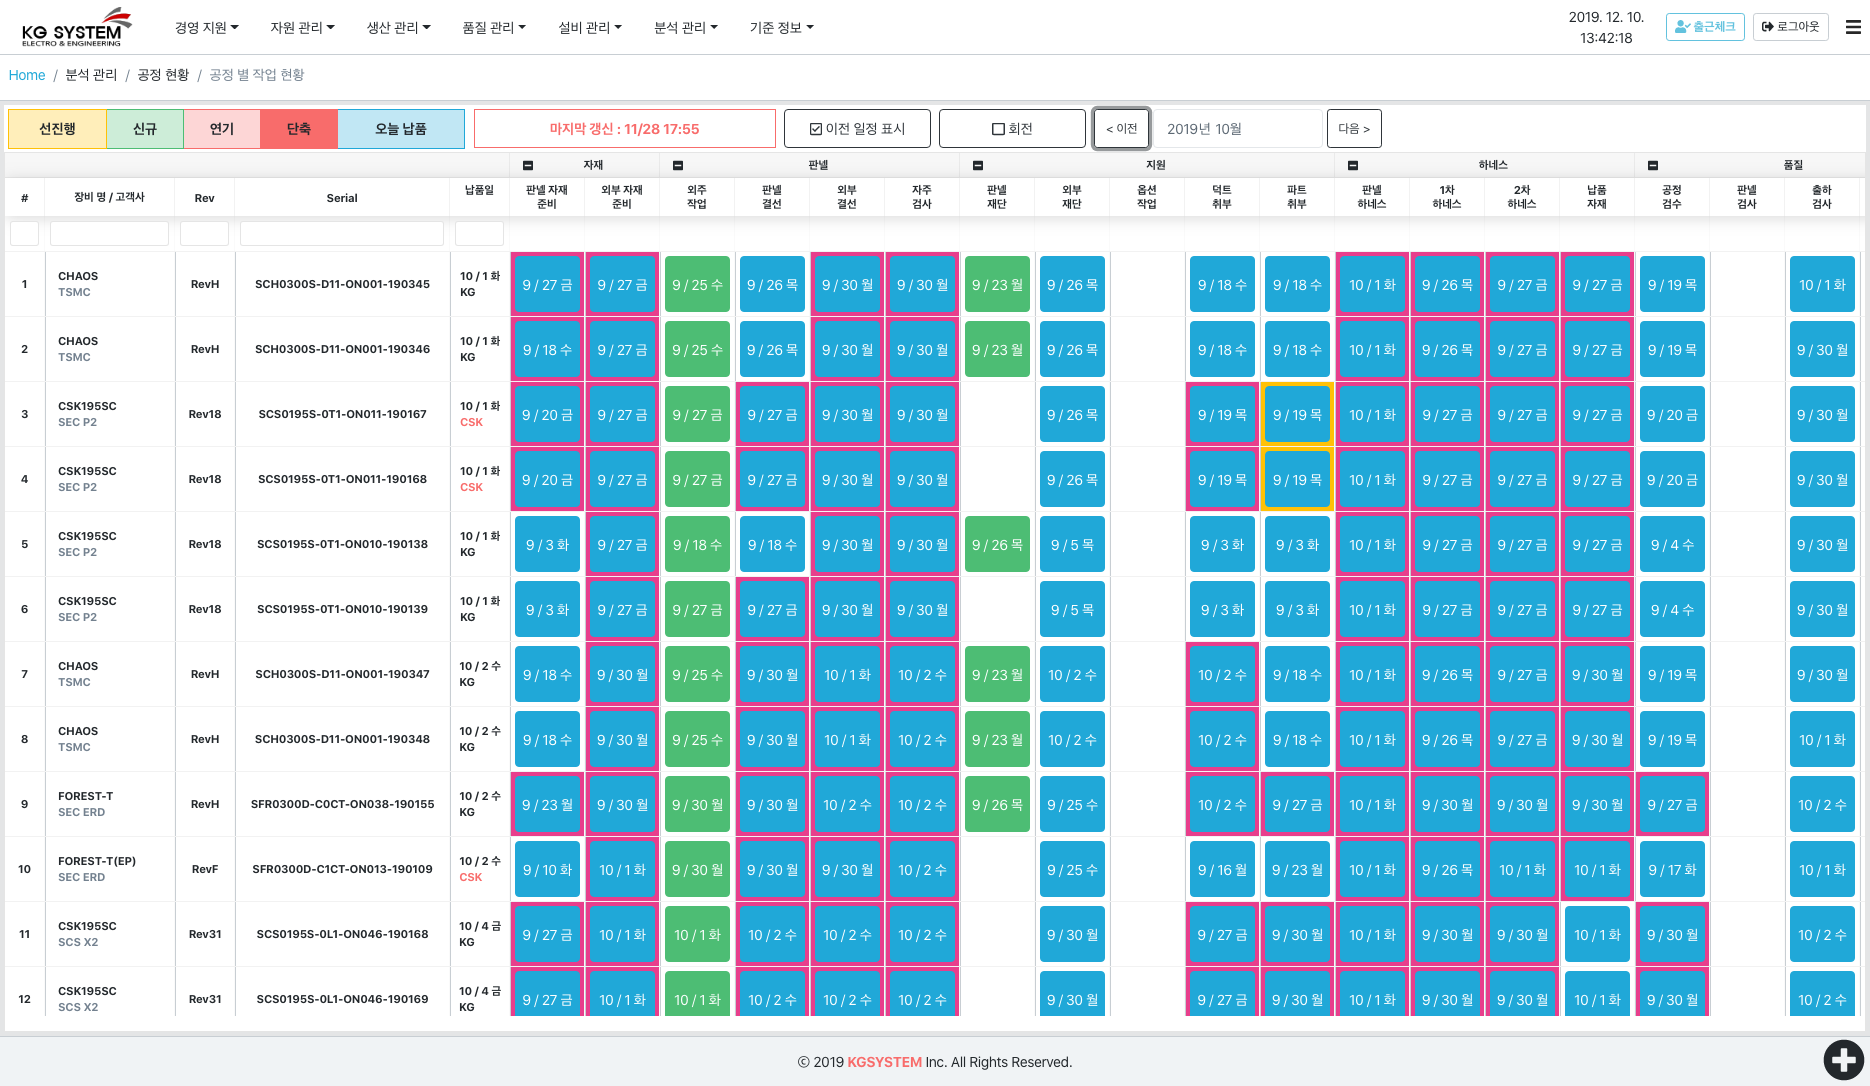 KG SYSTEM
ELECTRO & ENGINEERING
경영 지원 자원 관리 생산 관리 품질 관리 설비 관리 분석 관리 기준 정보
2019. 12. 10.
13:42:18
출근체크 로그아웃
Home / 분석 관리 / 공정 현황 / 공정 별 작업 현황
선진행 신규 연기 단축 오늘 납품 마지막 갱신 : 11/28 17:55 이전 일정 표시 회전 < 이전 2019년 10월 다음 >
자재 판넬 지원 하네스 품질
# 장비 명 / 고객사 Rev Serial 납품일 판넬 자재 준비 외부 자재 준비 외주 작업 판넬 결선 외부 결선 자주 검사 판넬 재단 외부 재단 옵션 작업 덕트 취부 파트 취부 판넬 하네스 1차 하네스 2차 하네스 납품 자재 공정 검수 판넬 검사 출하 검사
1 CHAOS TSMC RevH SCH0300S-D11-ON001-190345 10 / 1 화 KG 9 / 27 금 9 / 27 금 9 / 25 수 9 / 26 목 9 / 30 월 9 / 30 월 9 / 23 월 9 / 26 목 9 / 18 수 9 / 18 수 10 / 1 화 9 / 26 목 9 / 27 금 9 / 27 금 9 / 19 목 10 / 1 화
2 CHAOS TSMC RevH SCH0300S-D11-ON001-190346 10 / 1 화 KG 9 / 18 수 9 / 27 금 9 / 25 수 9 / 26 목 9 / 30 월 9 / 30 월 9 / 23 월 9 / 26 목 9 / 18 수 9 / 18 수 10 / 1 화 9 / 26 목 9 / 27 금 9 / 27 금 9 / 19 목 9 / 30 월
3 CSK195SC SEC P2 Rev18 SCS0195S-0T1-ON011-190167 10 / 1 화 CSK 9 / 20 금 9 / 27 금 9 / 27 금 9 / 27 금 9 / 30 월 9 / 30 월 9 / 26 목 9 / 19 목 9 / 19 목 10 / 1 화 9 / 27 금 9 / 27 금 9 / 27 금 9 / 20 금 9 / 30 월
4 CSK195SC SEC P2 Rev18 SCS0195S-0T1-ON011-190168 10 / 1 화 CSK 9 / 20 금 9 / 27 금 9 / 27 금 9 / 27 금 9 / 30 월 9 / 30 월 9 / 26 목 9 / 19 목 9 / 19 목 10 / 1 화 9 / 27 금 9 / 27 금 9 / 27 금 9 / 20 금 9 / 30 월
5 CSK195SC SEC P2 Rev18 SCS0195S-0T1-ON010-190138 10 / 1 화 KG 9 / 3 화 9 / 27 금 9 / 18 수 9 / 18 수 9 / 30 월 9 / 30 월 9 / 26 목 9 / 5 목 9 / 3 화 9 / 3 화 10 / 1 화 9 / 27 금 9 / 27 금 9 / 27 금 9 / 4 수 9 / 30 월
6 CSK195SC SEC P2 Rev18 SCS0195S-0T1-ON010-190139 10 / 1 화 KG 9 / 3 화 9 / 27 금 9 / 27 금 9 / 27 금 9 / 30 월 9 / 30 월 9 / 5 목 9 / 3 화 9 / 3 화 10 / 1 화 9 / 27 금 9 / 27 금 9 / 27 금 9 / 4 수 9 / 30 월
7 CHAOS TSMC RevH SCH0300S-D11-ON001-190347 10 / 2 수 KG 9 / 18 수 9 / 30 월 9 / 25 수 9 / 30 월 10 / 1 화 10 / 2 수 9 / 23 월 10 / 2 수 10 / 2 수 9 / 18 수 10 / 1 화 9 / 26 목 9 / 27 금 9 / 30 월 9 / 19 목 9 / 30 월
8 CHAOS TSMC RevH SCH0300S-D11-ON001-190348 10 / 2 수 KG 9 / 18 수 9 / 30 월 9 / 25 수 9 / 30 월 10 / 1 화 10 / 2 수 9 / 23 월 10 / 2 수 10 / 2 수 9 / 18 수 10 / 1 화 9 / 26 목 9 / 27 금 9 / 30 월 9 / 19 목 10 / 1 화
9 FOREST-T SEC ERD RevH SFR0300D-C0CT-ON038-190155 10 / 2 수 KG 9 / 23 월 9 / 30 월 9 / 30 월 9 / 30 월 10 / 2 수 10 / 2 수 9 / 26 목 9 / 25 수 10 / 2 수 9 / 27 금 10 / 1 화 9 / 30 월 9 / 30 월 9 / 30 월 9 / 27 금 10 / 2 수
10 FOREST-T(EP) SEC ERD RevF SFR0300D-C1CT-ON013-190109 10 / 2 수 CSK 9 / 10 화 10 / 1 화 9 / 30 월 9 / 30 월 9 / 30 월 10 / 2 수 9 / 25 수 9 / 16 월 9 / 23 월 10 / 1 화 9 / 26 목 10 / 1 화 10 / 1 화 9 / 17 화 10 / 1 화
11 CSK195SC SCS X2 Rev31 SCS0195S-0L1-ON046-190168 10 / 4 금 KG 9 / 27 금 10 / 1 화 10 / 1 화 10 / 2 수 10 / 2 수 10 / 2 수 9 / 30 월 9 / 27 금 9 / 30 월 10 / 1 화 9 / 30 월 9 / 30 월 10 / 1 화 9 / 30 월 10 / 2 수
12 CSK195SC SCS X2 Rev31 SCS0195S-0L1-ON046-190169 10 / 4 금 KG 9 / 27 금 10 / 1 화 10 / 1 화 10 / 2 수 10 / 2 수 10 / 2 수 9 / 30 월 9 / 27 금 9 / 30 월 10 / 1 화 9 / 30 월 9 / 30 월 10 / 1 화 9 / 30 월 10 / 2 수
© 2019 KGSYSTEM Inc. All Rights Reserved.